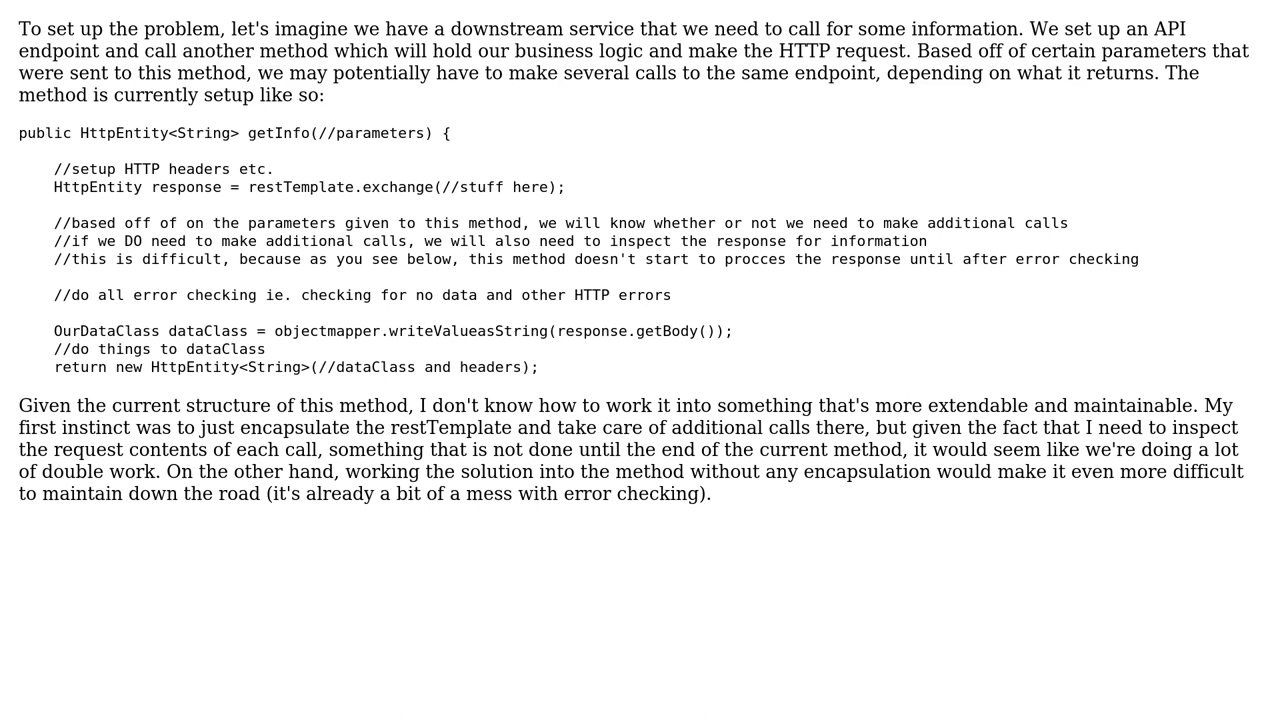 To set up the problem, let's imagine we have a downstream service that we need to call for some information. We set up an API
endpoint and call another method which will hold our business logic and make the HTTP request. Based off of certain parameters that
were sent to this method, we may potentially have to make several calls to the same endpoint, depending on what it returns. The
method is currently setup like so:
public HttpEntity<String> getInfo(//parameters) {
    //setup HTTP headers etc.
    HttpEntity response = restTemplate.exchange(//stuff here);
    //based off of on the parameters given to this method, we will know whether or not we need to make additional calls
    //if we DO need to make additional calls, we will also need to inspect the response for information
    //this is difficult, because as you see below, this method doesn't start to procces the response until after error checking
    //do all error checking ie. checking for no data and other HTTP errors
    OurDataClass dataClass = objectmapper.writeValueasString(response.getBody());
    //do things to dataClass
    return new HttpEntity<String>(//dataClass and headers);
Given the current structure of this method, I don't know how to work it into something that's more extendable and maintainable. My
first instinct was to just encapsulate the restTemplate and take care of additional calls there, but given the fact that I need to inspect
the request contents of each call, something that is not done until the end of the current method, it would seem like we're doing a lot
of double work. On the other hand, working the solution into the method without any encapsulation would make it even more difficult
to maintain down the road (it's already a bit of a mess with error checking).